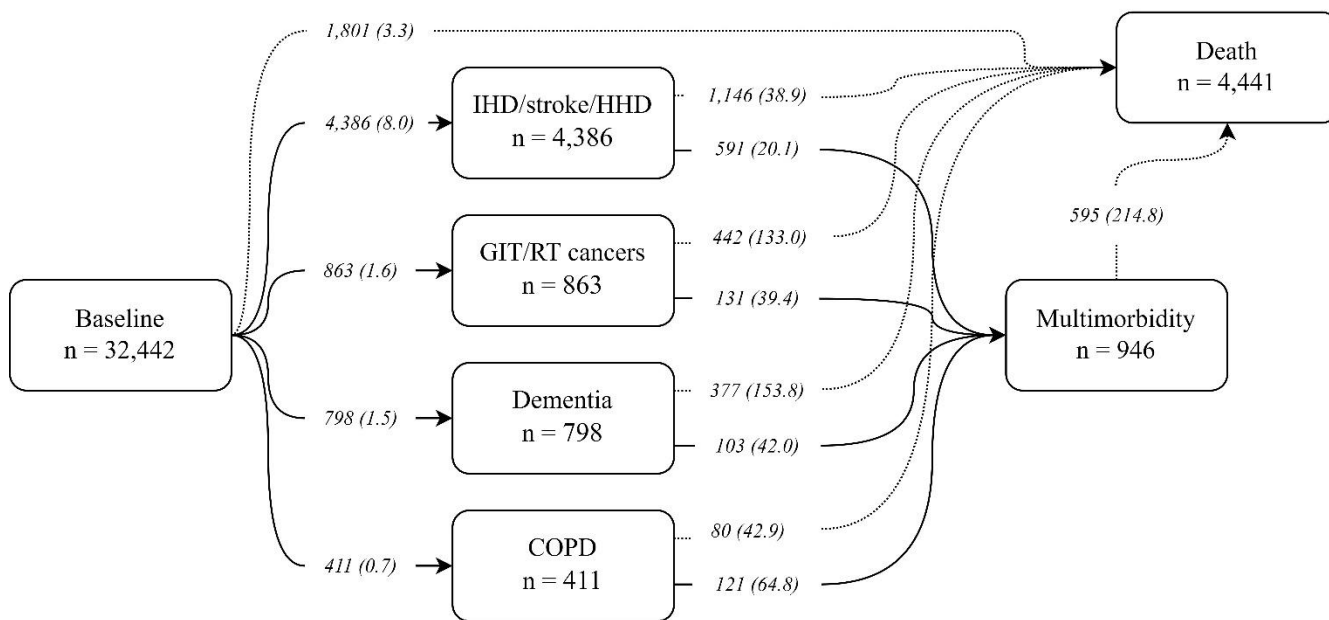 1,801 (3.3)
Death
n = 4,441
IHD/stroke/HHD
n = 4,386
4,386 (8.0)
1,146 (38.9)
591 (20.1)
595 (214.8)
GIT/RT cancers
n = 863
863 (1.6)
442 (133.0)
131 (39.4)
Baseline
n = 32,442
Multimorbidity
n = 946
Dementia
n = 798
798 (1.5)
377 (153.8)
103 (42.0)
COPD
n = 411
411 (0.7)
80 (42.9)
121 (64.8)